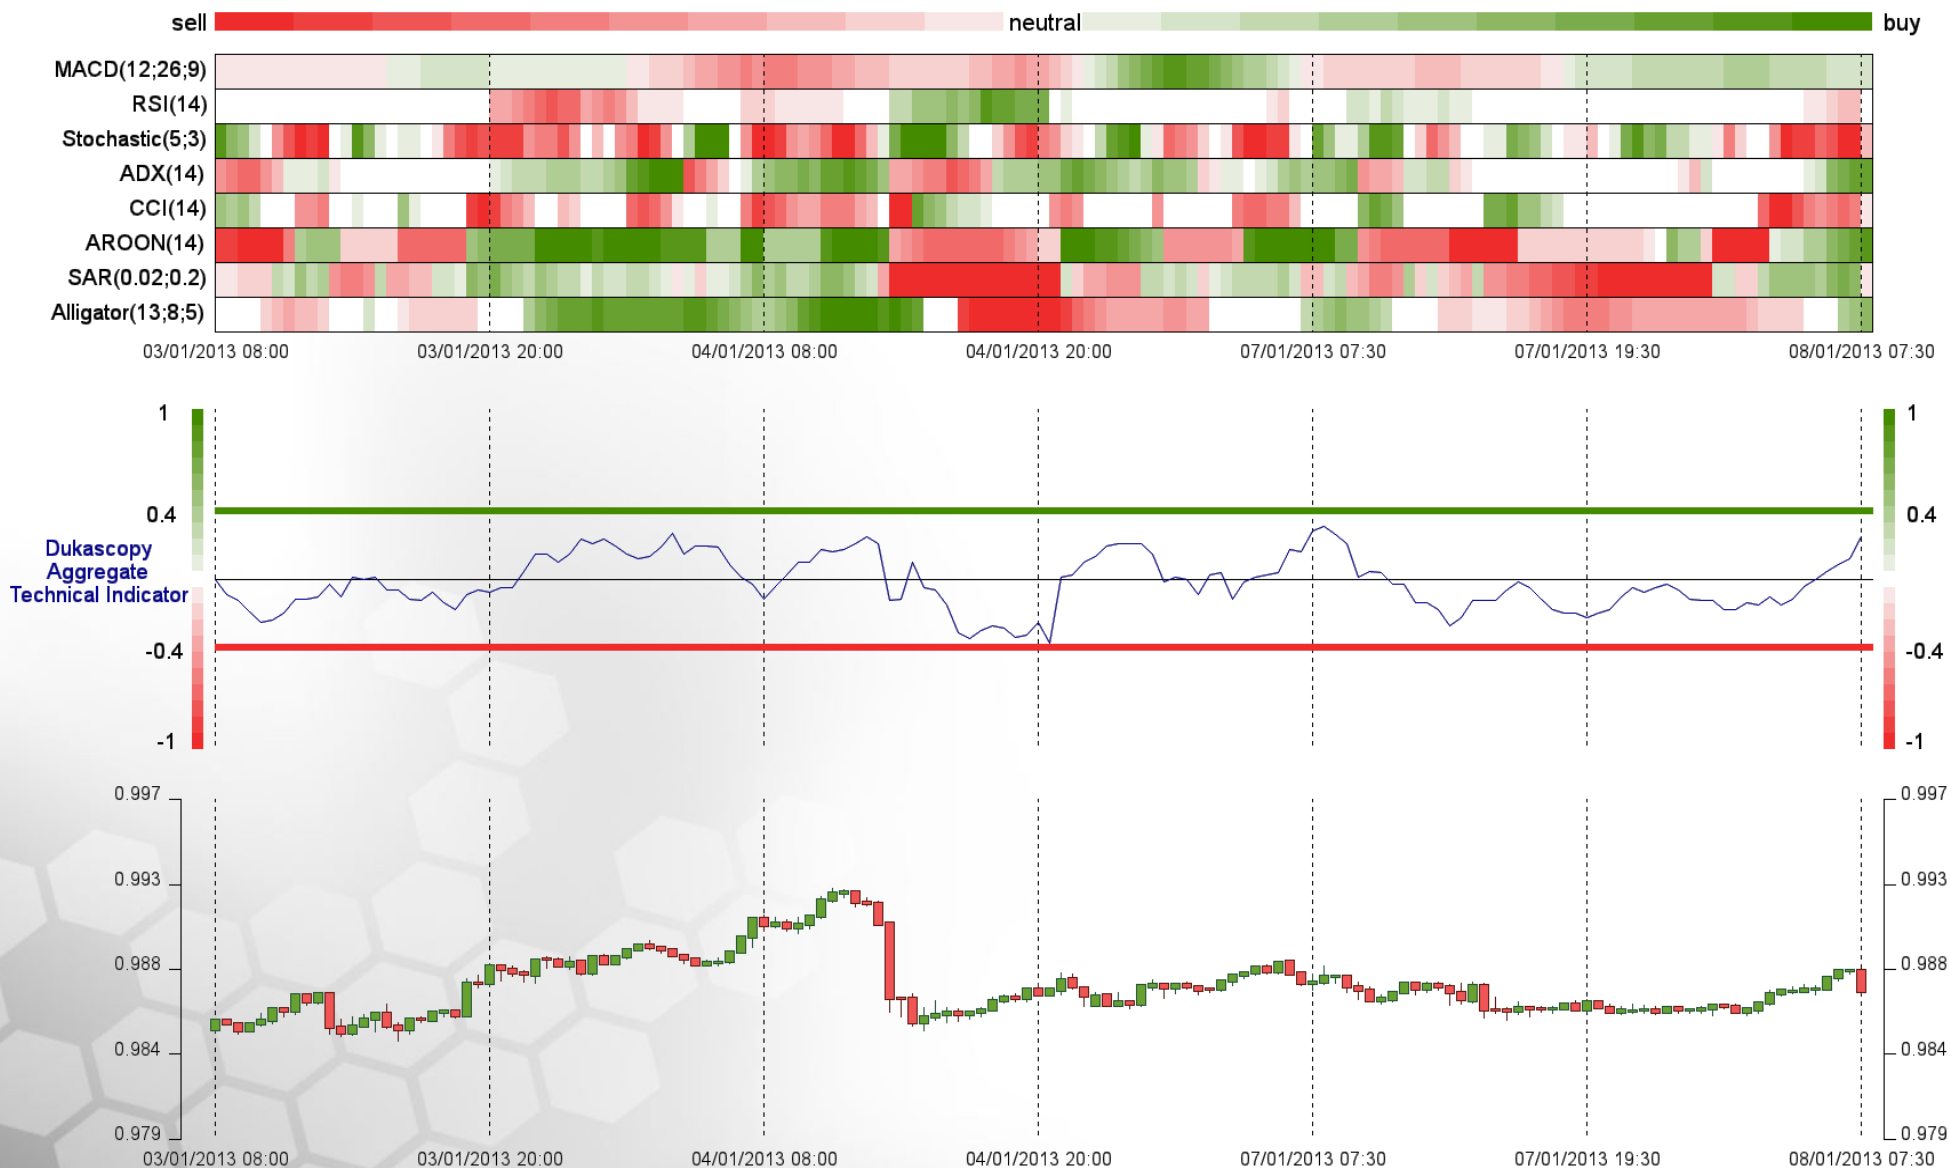 sell neutral buy
MACD(12;26;9)
RSI(14)
Stochastic(5;3)
ADX(14)
CCI(14)
AROON(14)
SAR(0.02;0.2)
Alligator(13;8;5)
03/01/2013 08:00 03/01/2013 20:00 04/01/2013 08:00 04/01/2013 20:00 07/01/2013 07:30 07/01/2013 19:30 08/01/2013 07:30
1 1
0.4 0.4
Dukascopy
Aggregate
Technical Indicator
-0.4 -0.4
-1 -1
0.997 0.997
0.993 0.993
0.988 0.988
0.984 0.984
0.979 0.979
03/01/2013 08:00 03/01/2013 20:00 04/01/2013 08:00 04/01/2013 20:00 07/01/2013 07:30 07/01/2013 19:30 08/01/2013 07:30